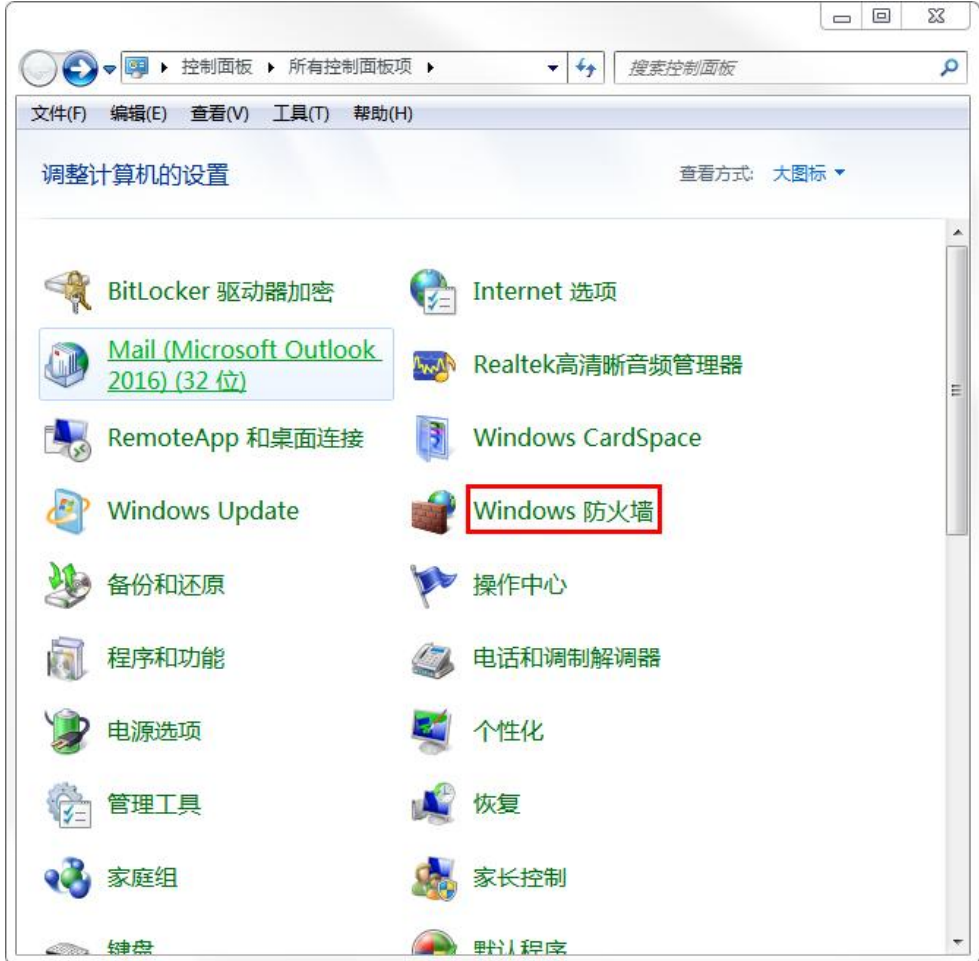 控制面板 所有控制面板项
搜索控制面板
文件(F) 编辑(E) 查看(V) 工具(T) 帮助(H)
调整计算机的设置
查看方式: 大图标
BitLocker 驱动器加密
Internet 选项
Mail (Microsoft Outlook
2016) (32 位)
Realtek高清晰音频管理器
RemoteApp 和桌面连接
Windows CardSpace
Windows Update
Windows 防火墙
备份和还原
操作中心
程序和功能
电话和调制解调器
电源选项
个性化
管理工具
恢复
家庭组
家长控制
键盘
默认程序